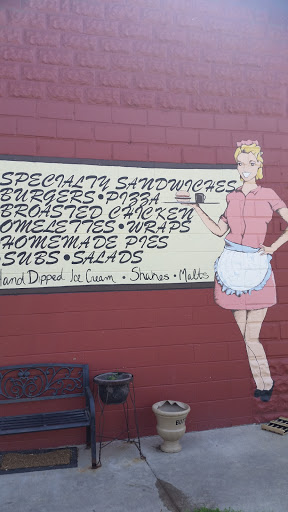 SPECIALTY SANDWICHES
BURGERS • PIZZA
BROASTED CHICKEN
OMELETTES • WRAPS
HOMEMADE PIES
SUBS • SALADS
Hand Dipped Ice Cream • Shakes • Malts